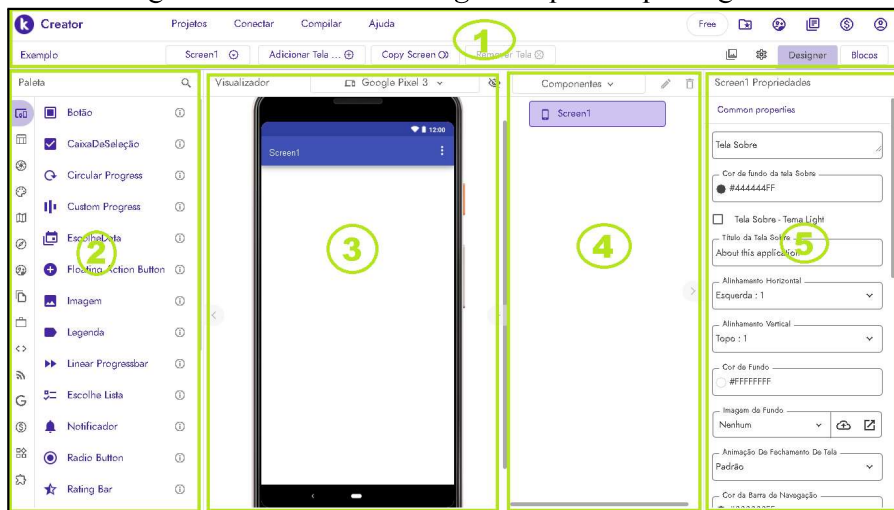 Creator Projetos Conectar Compilar Ajuda Free
Exemplo Screen1 Adicionar Tela ... Copy Screen Remover Tela Designer Blocos
1
Paleta
Botão
CaixaDeSeleção
Circular Progress
Custom Progress
EscolheData
Floating Action Button
Imagem
Legenda
Linear Progressbar
Escolhe Lista
Notificador
Radio Button
Rating Bar
2
Visualizador Google Pixel 3
12:00
Screen1
3
Componentes
Screen1
4
Screen1 Propriedades
Common properties
Tela Sobre
Cor de fundo da tela Sobre
#444444FF
Tela Sobre - Tema Light
Título da Tela Sobre
About this application
5
Alinhamento Horizontal
Esquerda : 1
Alinhamento Vertical
Topo : 1
Cor de Fundo
#FFFFFFFF
Imagem de Fundo
Nenhum
Animação De Fechamento De Tela
Padrão
Cor da Barra de Navegação